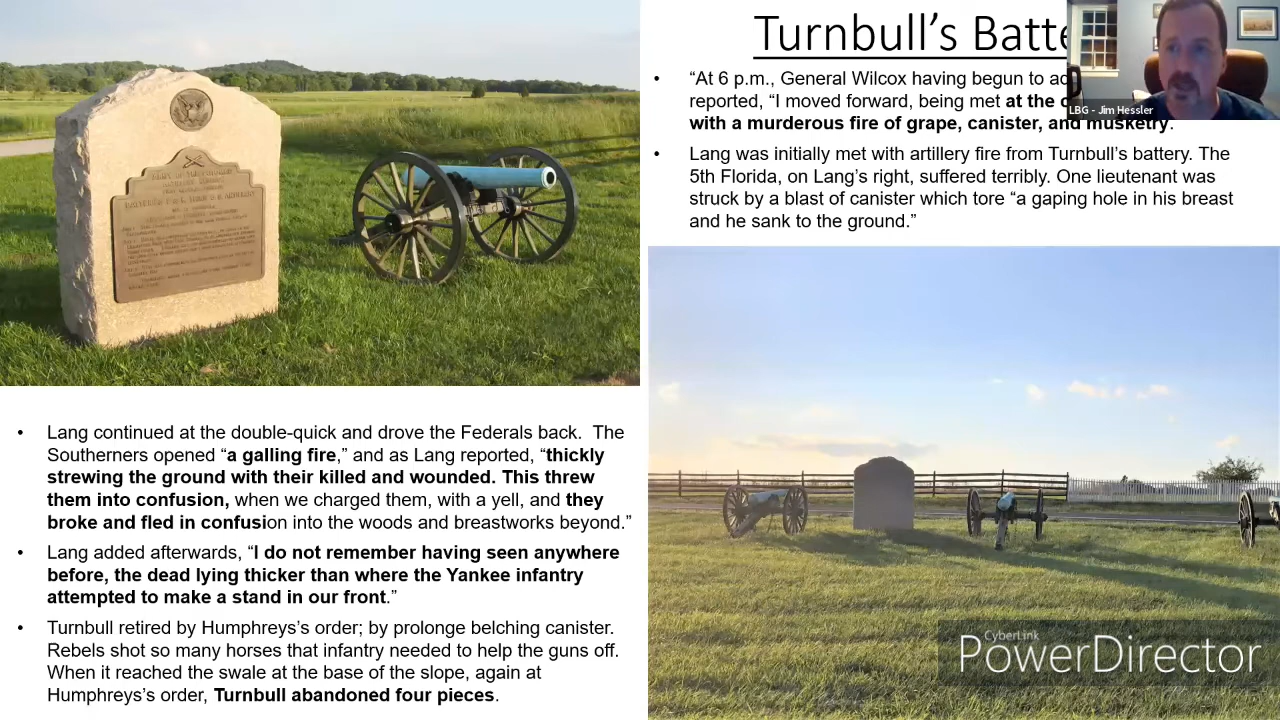 Turnbull’s Batte
LBG - Jim Hessler
• “At 6 p.m., General Wilcox having begun to
reported, “I moved forward, being met at the
with a murderous fire of grape, canister, and musketry.
• Lang was initially met with artillery fire from Turnbull’s battery. The
5th Florida, on Lang’s right, suffered terribly. One lieutenant was
struck by a blast of canister which tore “a gaping hole in his breast
and he sank to the ground.”
• Lang continued at the double-quick and drove the Federals back. The
Southerners opened “a galling fire,” and as Lang reported, “thickly
strewing the ground with their killed and wounded. This threw
them into confusion, when we charged them, with a yell, and they
broke and fled in confusion into the woods and breastworks beyond.”
• Lang added afterwards, “I do not remember having seen anywhere
before, the dead lying thicker than where the Yankee infantry
attempted to make a stand in our front.”
• Turnbull retired by Humphreys’s order; by prolonge belching canister.
Rebels shot so many horses that infantry needed to help the guns off.
When it reached the swale at the base of the slope, again at
Humphreys’s order, Turnbull abandoned four pieces.
CyberLink
PowerDirector